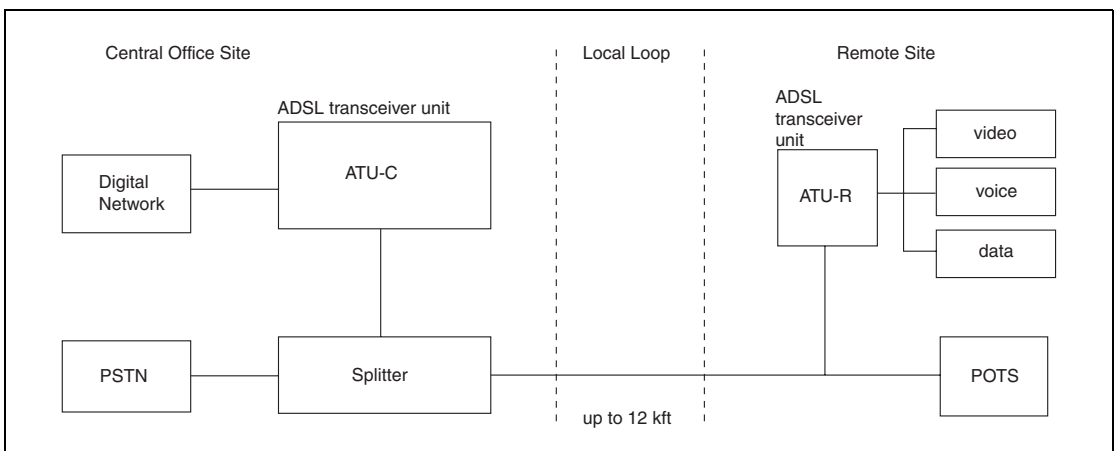 Central Office Site
Local Loop
Remote Site
ADSL transceiver unit
ADSL
transceiver
unit
ATU-C
Digital
Network
ATU-R
video
voice
data
PSTN
Splitter
POTS
up to 12 kft